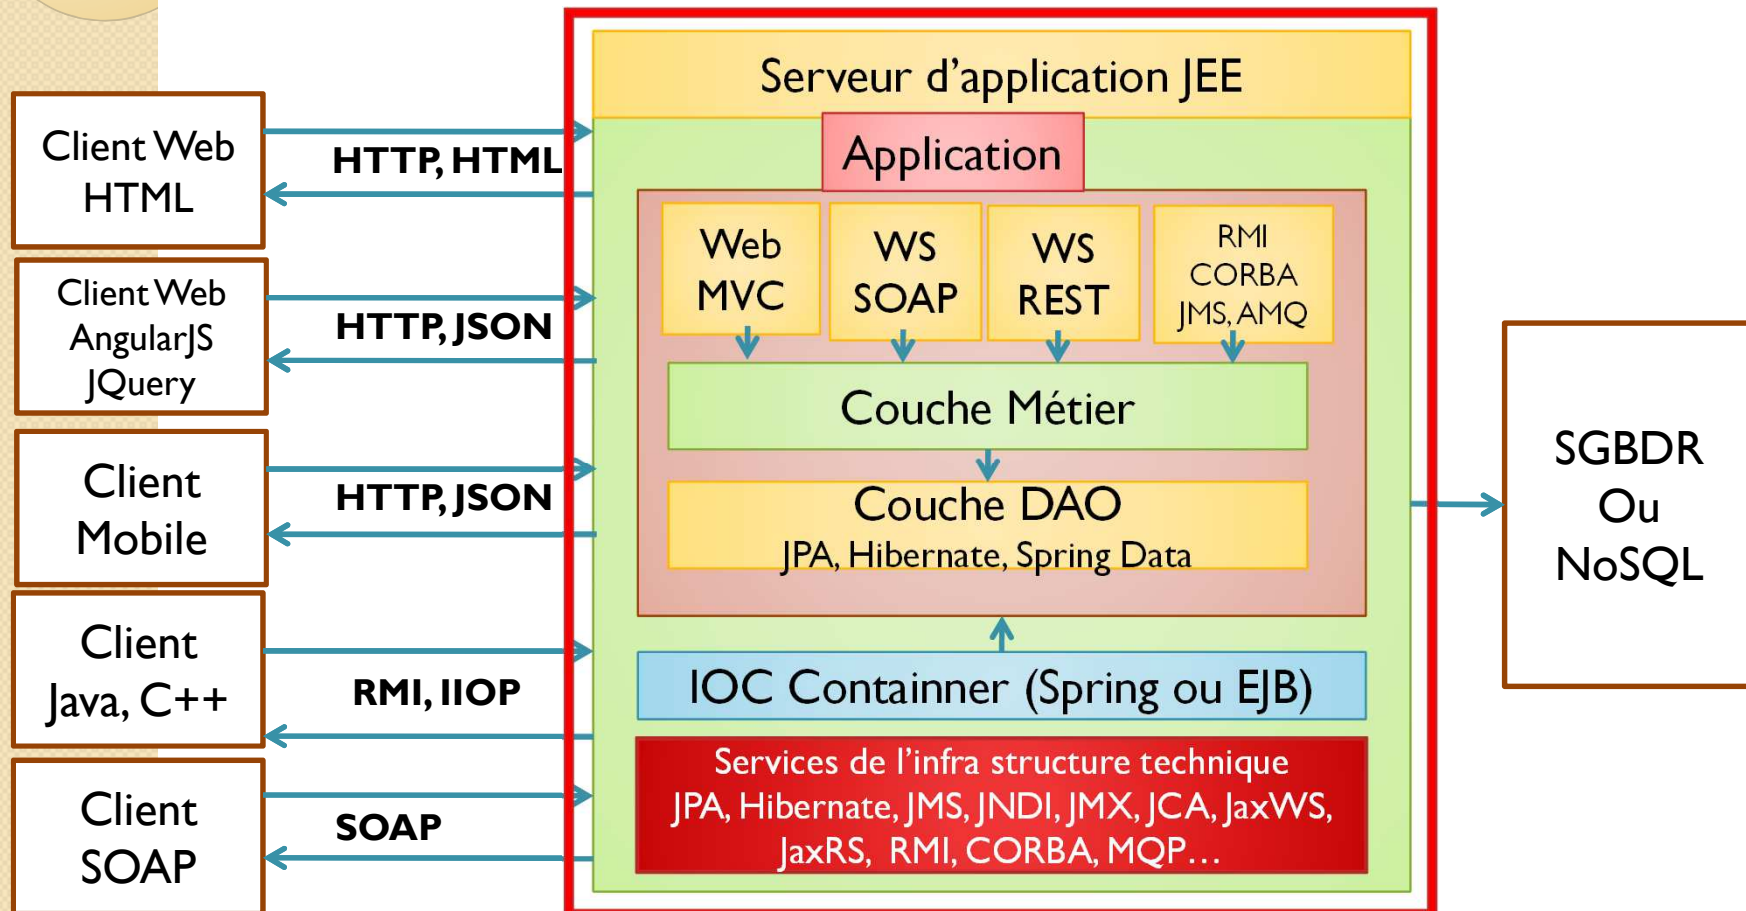 Serveur d'application JEE
Application
Client Web
HTML
HTTP, HTML
Client Web
AngularJS
JQuery
HTTP, JSON
Client
Mobile
HTTP, JSON
Client
Java, C++
RMI, IIOP
Client
SOAP
SOAP
Web
MVC
WS
SOAP
WS
REST
RMI
CORBA
JMS, AMQ
Couche Métier
Couche DAO
JPA, Hibernate, Spring Data
IOC Containner (Spring ou EJB)
Services de l'infra structure technique
JPA, Hibernate, JMS, JNDI, JMX, JCA, JaxWS,
JaxRS, RMI, CORBA, MQP…
SGBDR
Ou
NoSQL